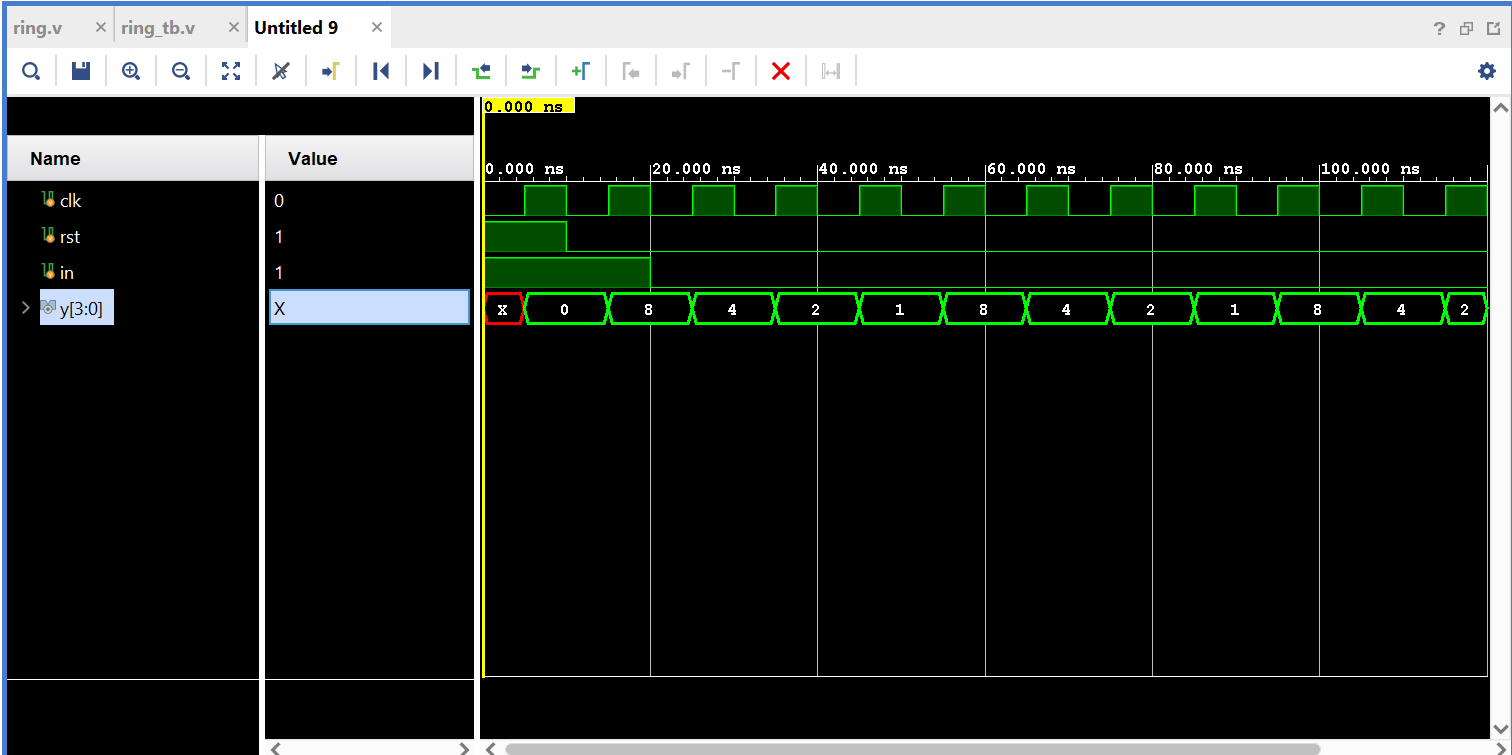 ring.v × ring_tb.v × Untitled 9 × ?
0.000 ns
Name Value
0.000 ns 20.000 ns 40.000 ns 60.000 ns 80.000 ns 100.000 ns
clk 0
rst 1
in 1
y[3:0] X X 0 8 4 2 1 8 4 2 1 8 4 2